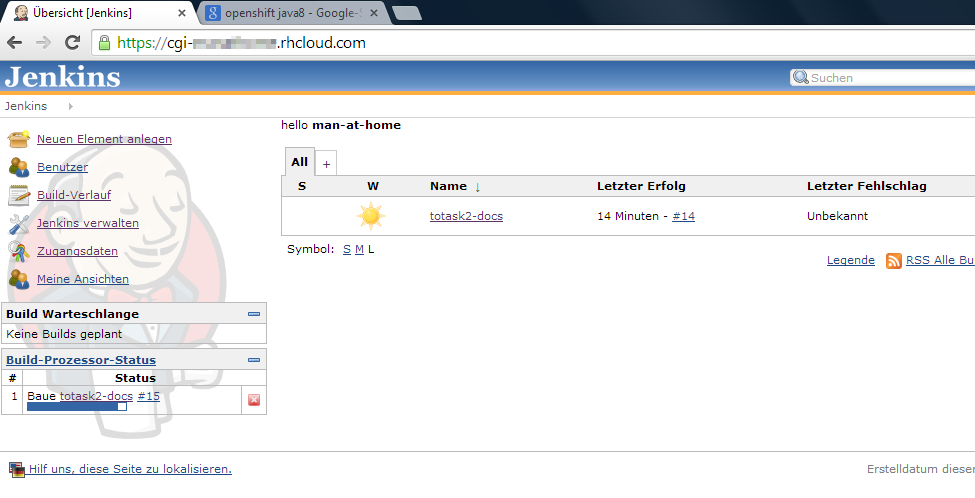 Übersicht [Jenkins]
openshift java8 - Google-S
https://cgi-.rhcloud.com
Jenkins
Suchen
Jenkins
hello man-at-home
Neuen Element anlegen
Benutzer
Build-Verlauf
Jenkins verwalten
Zugangsdaten
Meine Ansichten
All +
S W Name ↓ Letzter Erfolg Letzter Fehlschlag
totask2-docs 14 Minuten - #14 Unbekannt
Symbol: S M L
Legende RSS Alle Bu
Build Warteschlange
Keine Builds geplant
Build-Prozessor-Status
# Status
1 Baue totask2-docs #15
Hilf uns, diese Seite zu lokalisieren.
Erstelldatum dieser